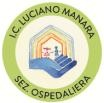 I.C. LUCIANO MANARA
SEZ. OSPEDALIERA